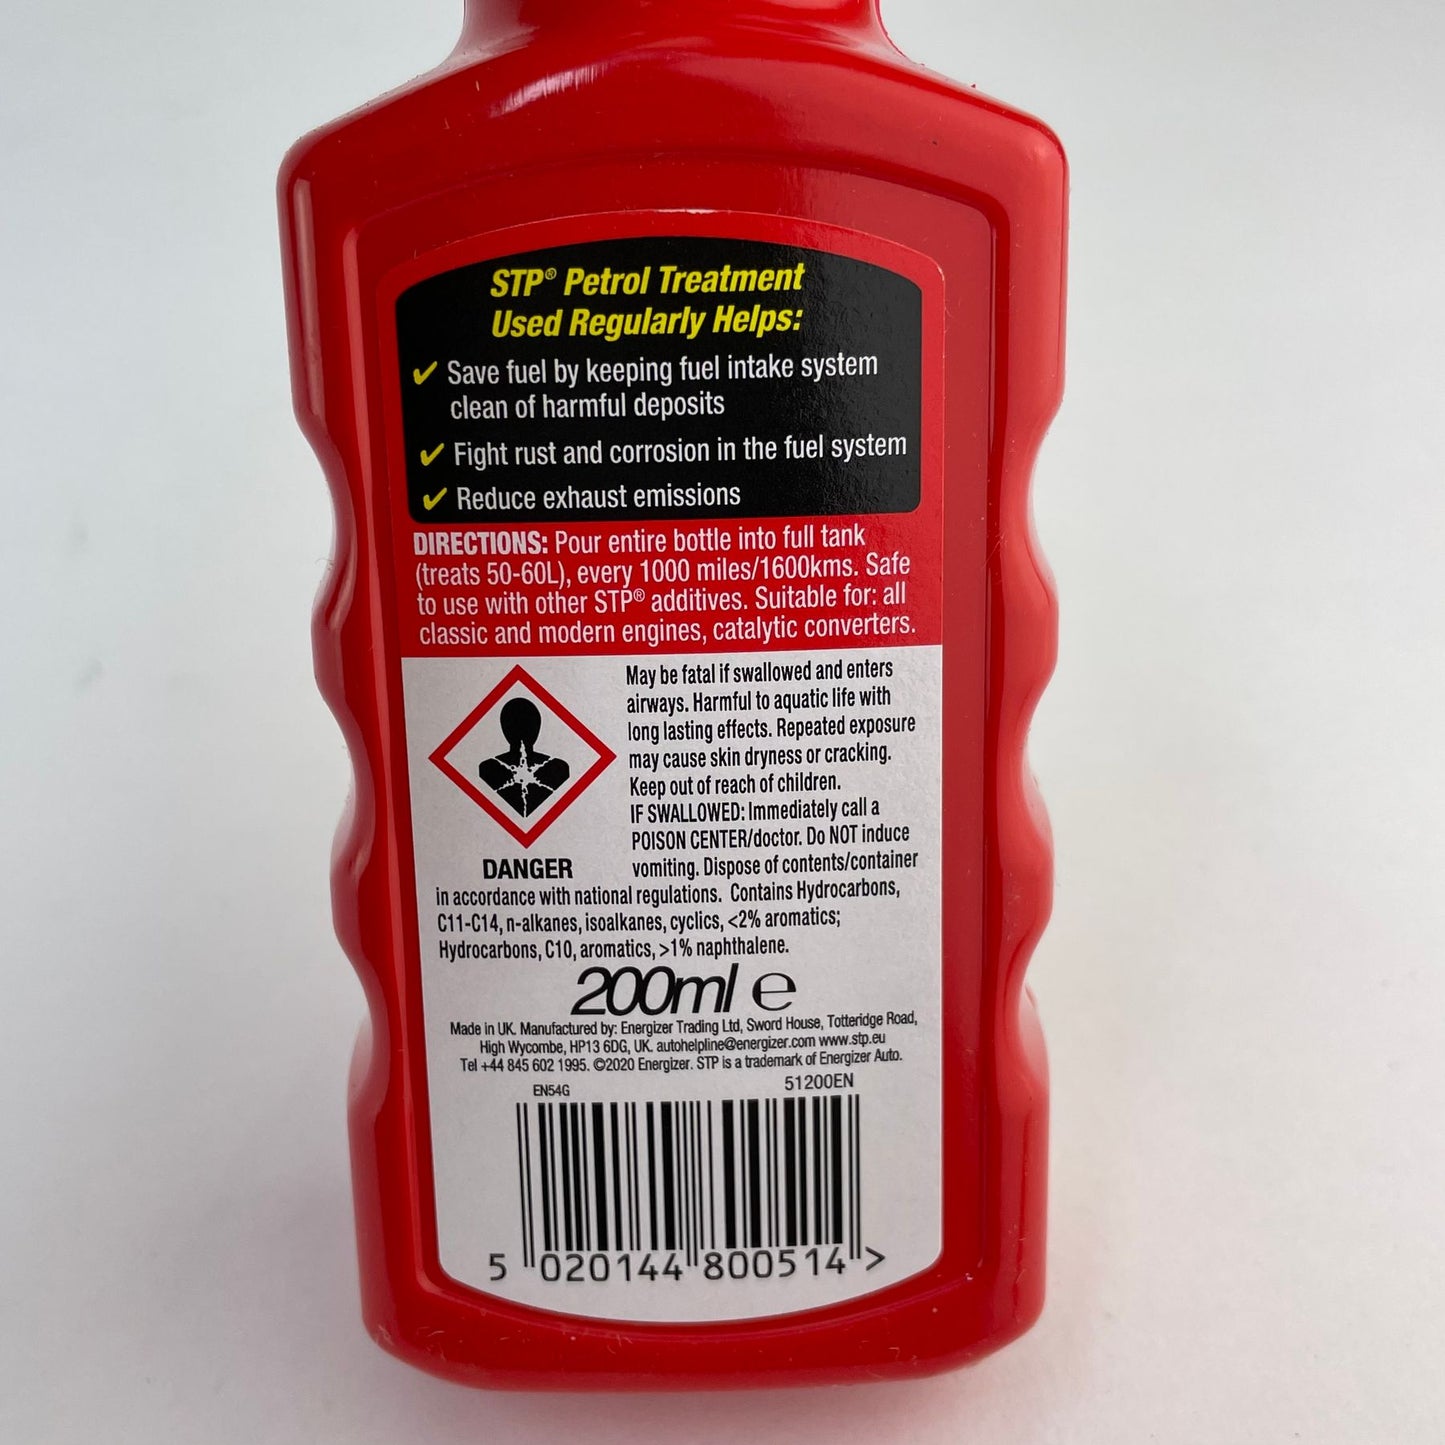 STP® Petrol Treatment
Used Regularly Helps:
✔ Save fuel by keeping fuel intake system
clean of harmful deposits
✔ Fight rust and corrosion in the fuel system
✔ Reduce exhaust emissions
DIRECTIONS: Pour entire bottle into full tank
(treats 50-60L), every 1000 miles/1600kms. Safe
to use with other STP® additives. Suitable for: all
classic and modern engines, catalytic converters.
May be fatal if swallowed and enters
airways. Harmful to aquatic life with
long lasting effects. Repeated exposure
may cause skin dryness or cracking.
Keep out of reach of children.
IF SWALLOWED: Immediately call a
POISON CENTER/doctor. Do NOT induce
DANGER vomiting. Dispose of contents/container
in accordance with national regulations. Contains Hydrocarbons,
C11-C14, n-alkanes, isoalkanes, cyclics, <2% aromatics;
Hydrocarbons, C10, aromatics, >1% naphthalene.
200ml ℮
Made in UK. Manufactured by: Energizer Trading Ltd, Sword House, Totteridge Road,
High Wycombe, HP13 6DG, UK. autohelpline@energizer.com www.stp.eu
Tel +44 845 602 1995. ©2020 Energizer. STP is a trademark of Energizer Auto.
EN54G 51200EN
5 020144 800514 >